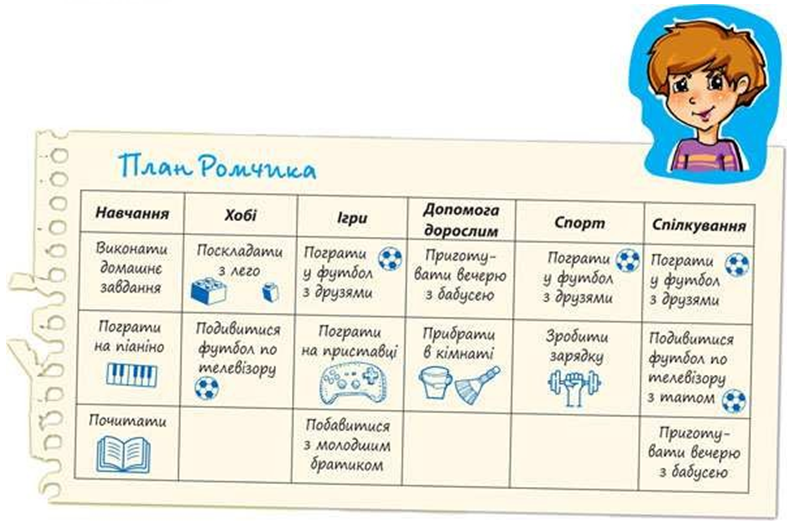 План Ромчика
Навчання Хобі Ігри Допомога дорослим Спорт Спілкування
Виконати домашнє завдання
Поскладати з лего
Пограти у футбол з друзями
Приготу-вати вечерю з бабусею
Пограти у футбол з друзями
Пограти у футбол з друзями
Пограти на піаніно
Подивитися футбол по телевізору
Пограти на приставці
Прибрати в кімнаті
Зробити зарядку
Подивитися футбол по телевізору з татом
Почитати
Побавитися з молодшим братиком
Приготу-вати вечерю з бабусею